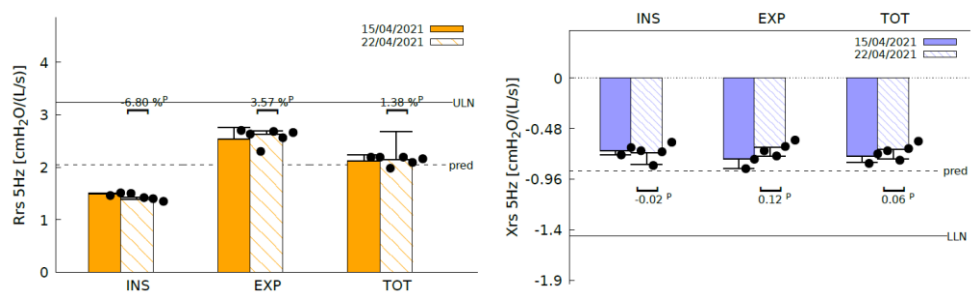 15/04/2021
22/04/2021
Rrs 5Hz [cmH2O/(L/s)]
5
4
3
2
1
0
-6.80 %P
3.57 %P
1.38 %P
ULN
pred
INS EXP TOT
INS EXP TOT
15/04/2021
22/04/2021
Xrs 5Hz [cmH2O/(L/s)]
0
-0.48
-0.96
-1.4
-1.9
pred
-0.02 P
0.12 P
0.06 P
LLN